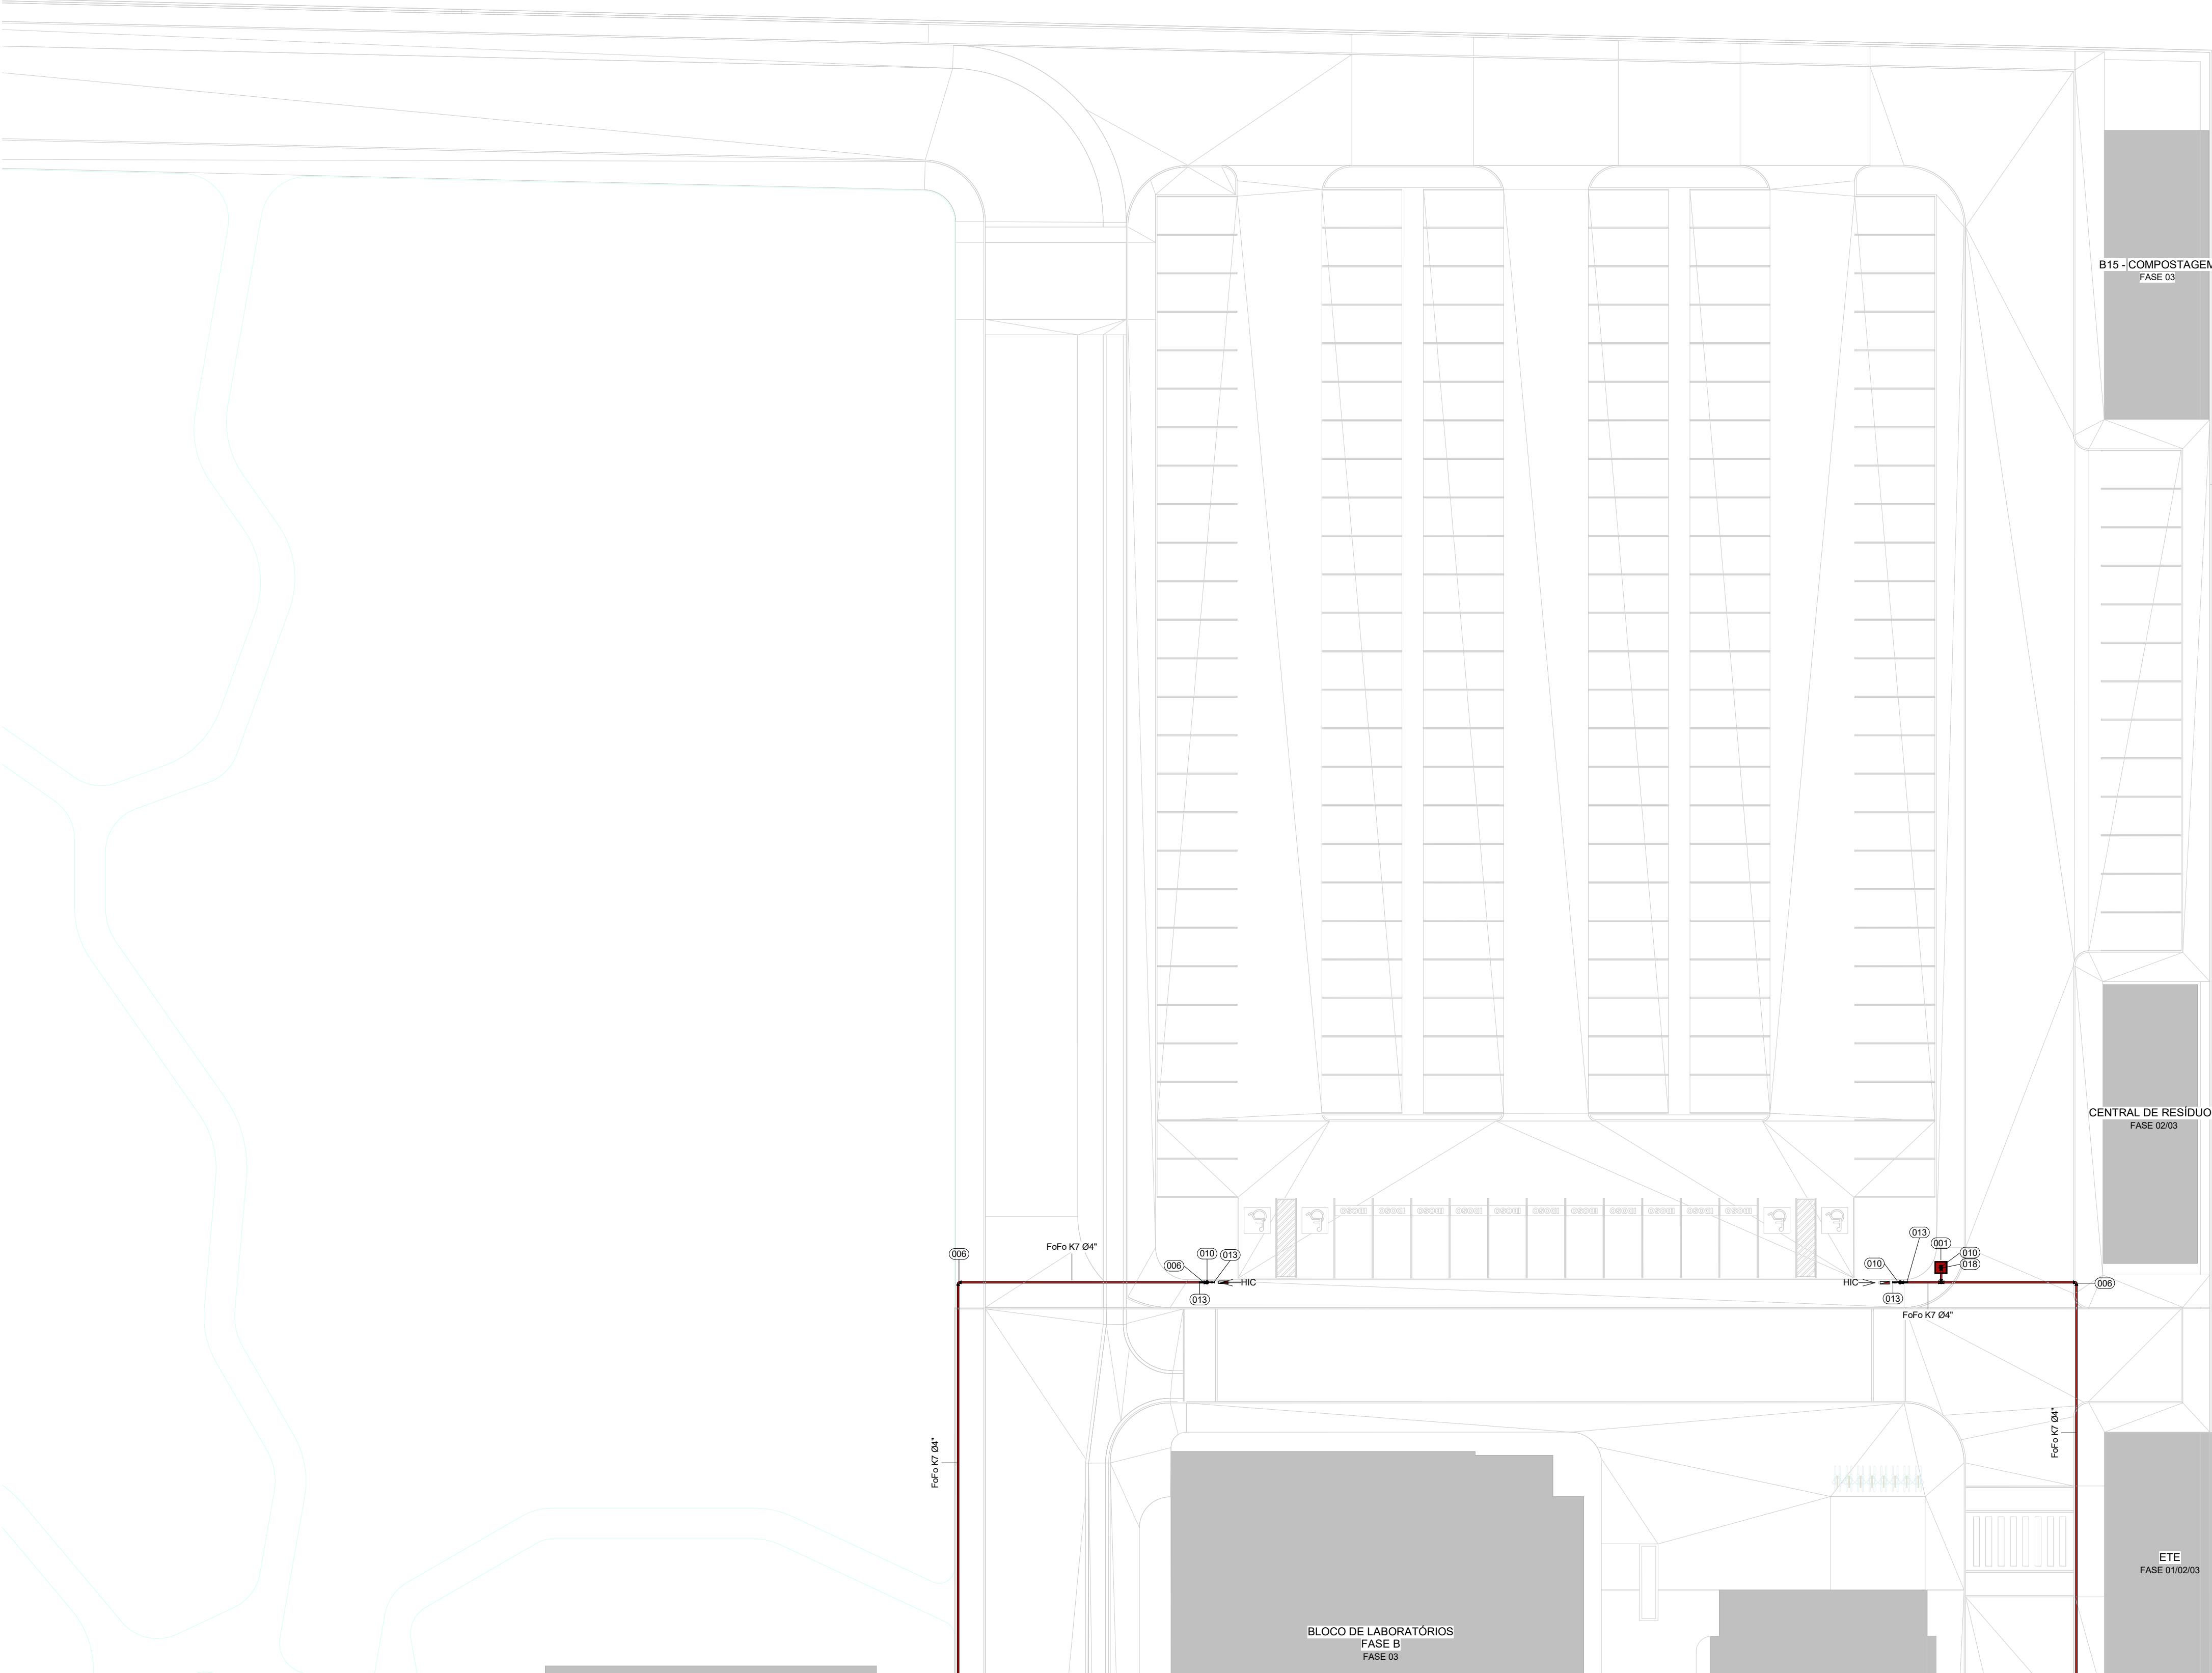 B15 - COMPOSTAGEM
FASE 03
CENTRAL DE RESÍDUO
FASE 02/03
006
FoFo K7 Ø4"
006
010
013
013
HIC
HIC
010
013
013
001
010
018
FoFo K7 Ø4"
006
FoFo K7 Ø4"
FoFo K7 Ø4"
ETE
FASE 01/02/03
BLOCO DE LABORATÓRIOS
FASE B
FASE 03